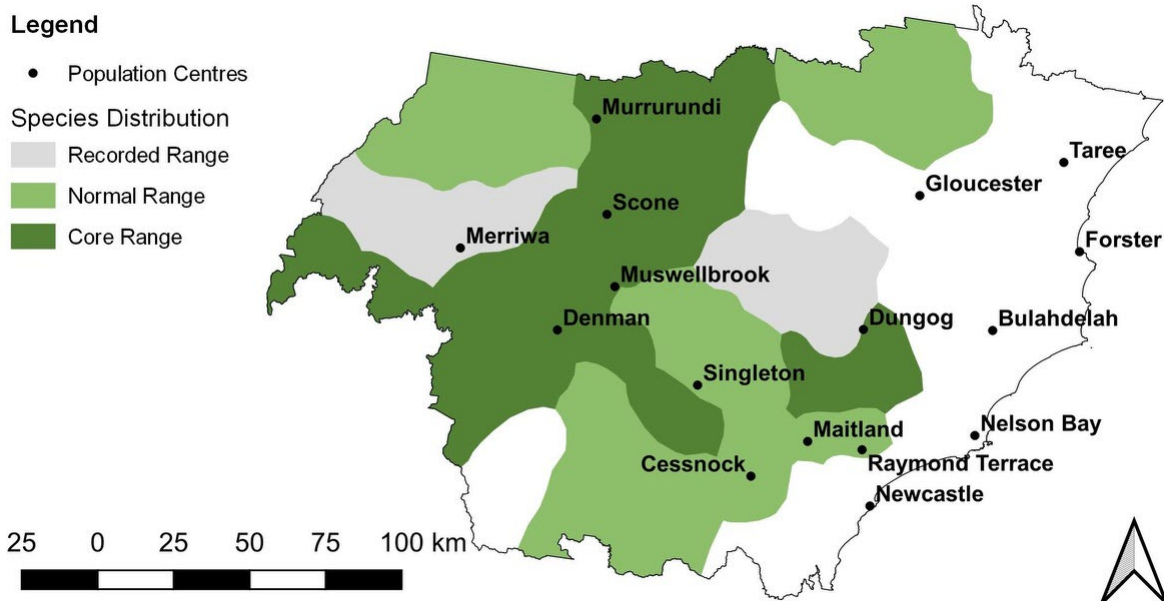 Legend
Population Centres
Species Distribution
Recorded Range
Normal Range
Core Range
Murrurundi
Taree
Gloucester
Scone
Merriwa
Forster
Muswellbrook
Denman
Dungog
Bulahdelah
Singleton
Maitland
Nelson Bay
Cessnock
Raymond Terrace
Newcastle
25 0 25 50 75 100 km